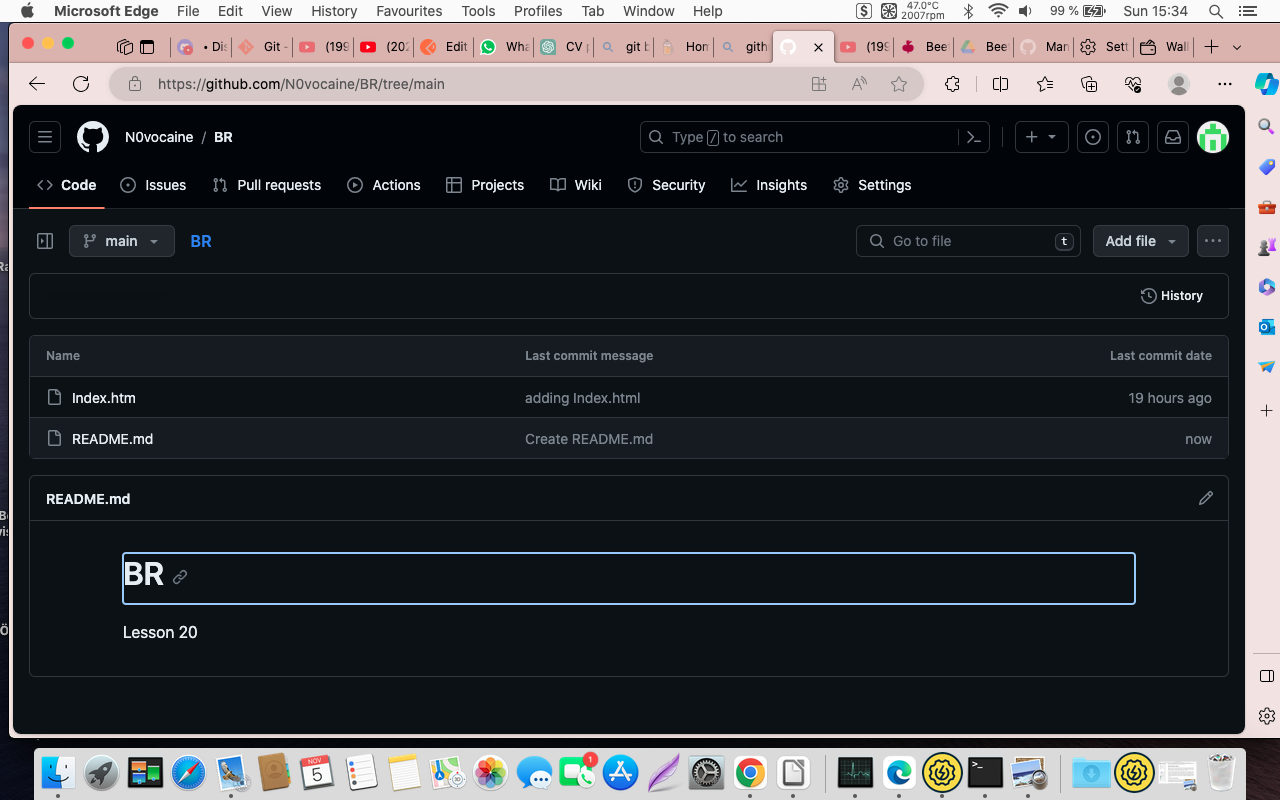 Microsoft Edge File Edit View History Favourites Tools Profiles Tab Window Help 47.0°C 2007rpm 99 % Sun 15:34
Git - (199 (202 Edit Wha CV git b Hom gith (199 Bee Bee Man Sett Wall
https://github.com/N0vocaine/BR/tree/main
N0vocaine / BR Type / to search
Code Issues Pull requests Actions Projects Wiki Security Insights Settings
main BR Go to file t Add file
History
Name Last commit message Last commit date
Index.htm adding Index.html 19 hours ago
README.md Create README.md now
README.md
BR
Lesson 20
NOV
5
1